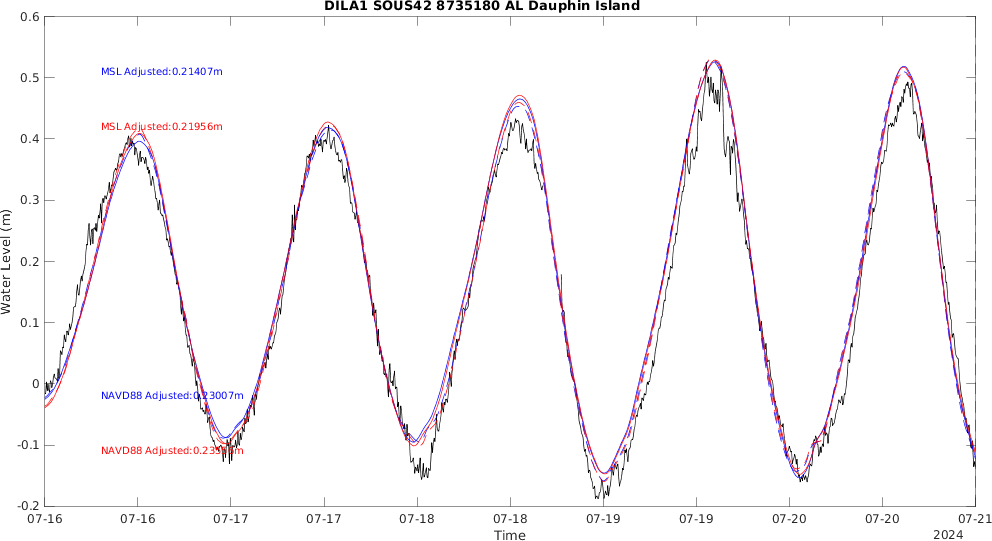 DILA1 SOUS42 8735180 AL Dauphin Island
0.6
0.5
0.4
0.3
0.2
0.1
0
-0.1
-0.2
Water Level (m)
MSL Adjusted:0.21407m
MSL Adjusted:0.21956m
NAVD88 Adjusted:0.23007m
NAVD88 Adjusted:
07-16 07-16 07-17 07-17 07-18 07-18 07-19 07-19 07-20 07-20 07-21
Time
2024